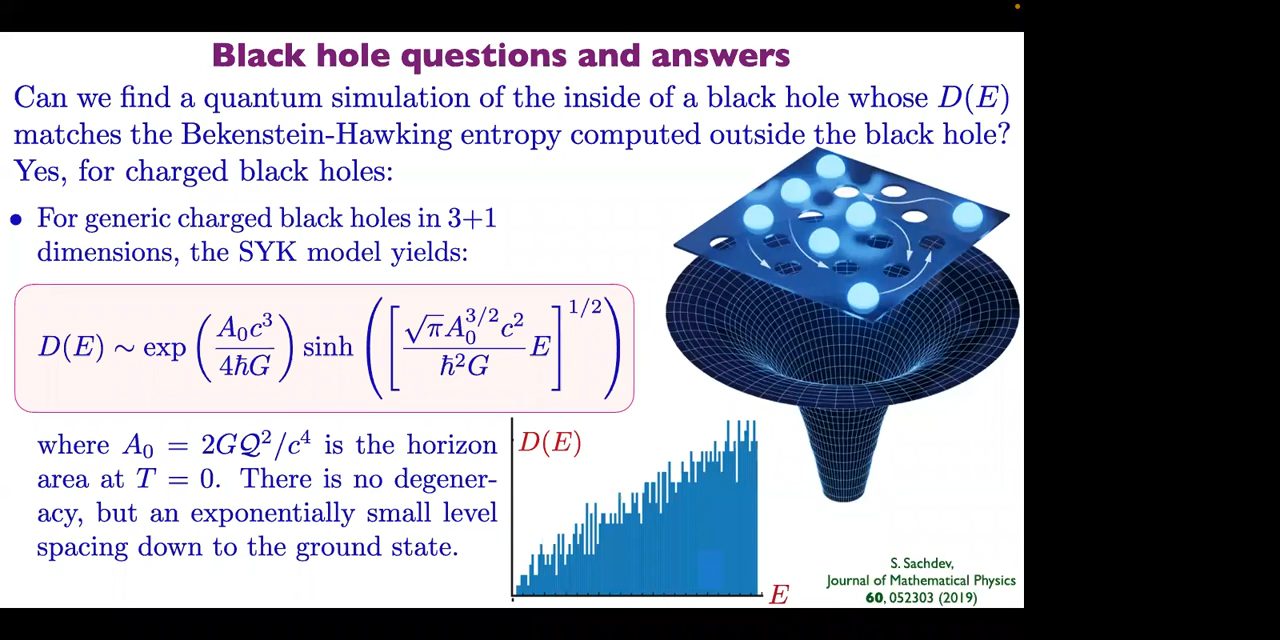 Black hole questions and answers
Can we find a quantum simulation of the inside of a black hole whose D(E)
matches the Bekenstein-Hawking entropy computed outside the black hole?
Yes, for charged black holes:
• For generic charged black holes in 3+1
dimensions, the SYK model yields:
D(E) ∼ exp (A₀c³ / 4ℏG) sinh ([√π A₀^{3/2} c² / ℏ²G E]^{1/2})
where A₀ = 2GQ²/c⁴ is the horizon
area at T = 0. There is no degener-
acy, but an exponentially small level
spacing down to the ground state.
D(E)
E
S. Sachdev,
Journal of Mathematical Physics
60, 052303 (2019)